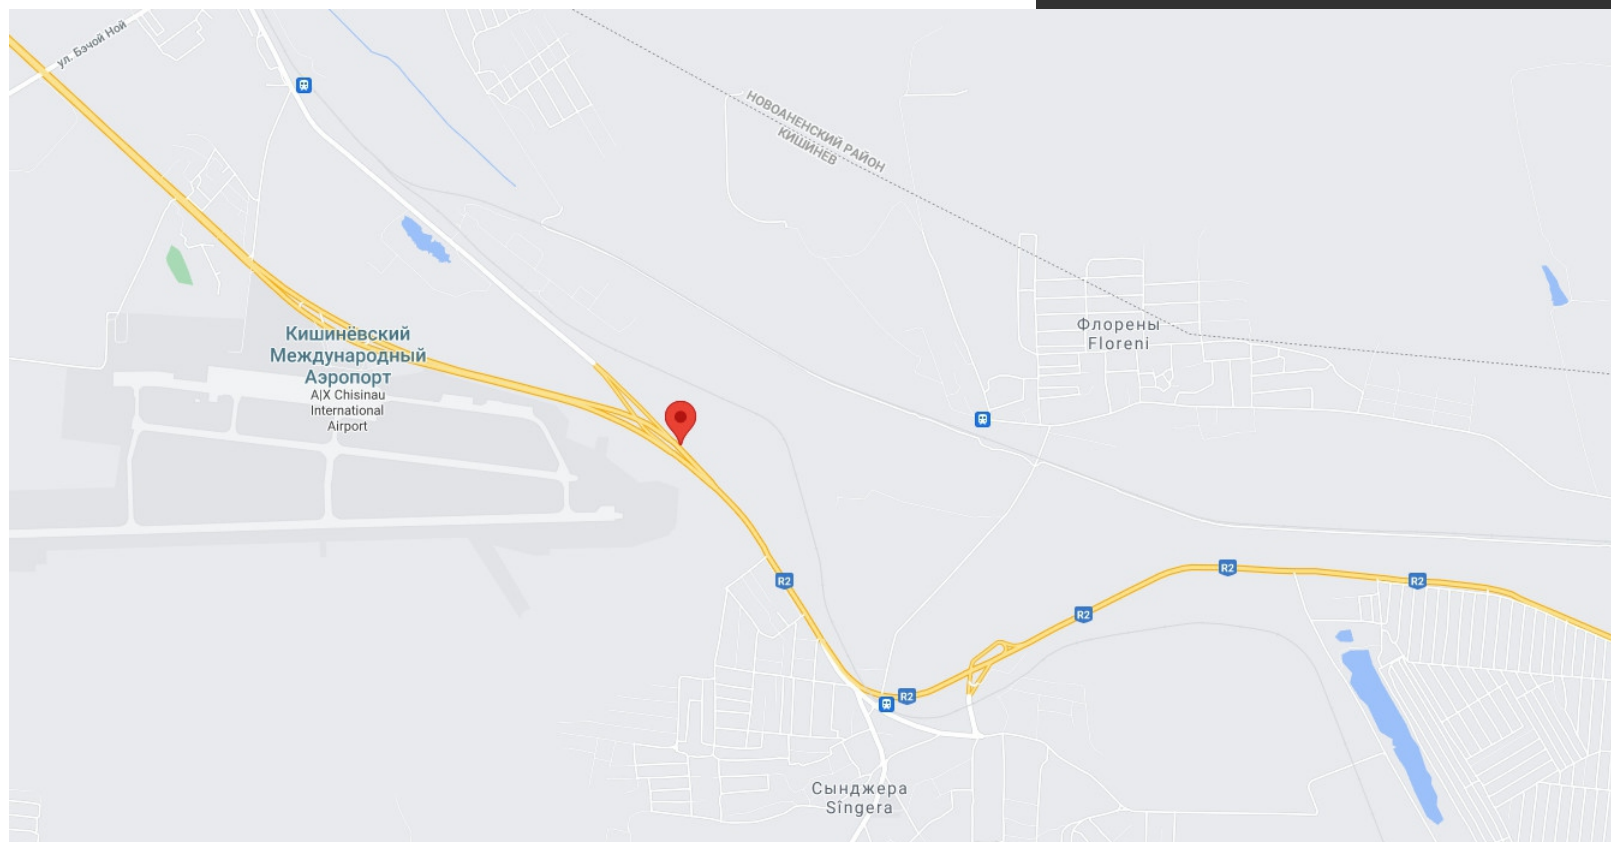 ул. Бэчой Ной
НОВОАНЕНСКИЙ РАЙОН
КИШИНЕВ
Флорены
Floreni
Кишинёвский
Международный
Аэропорт
A|X Chisinau
International
Airport
R2
R2
R2
R2
R2
Сынджера
Sîngera